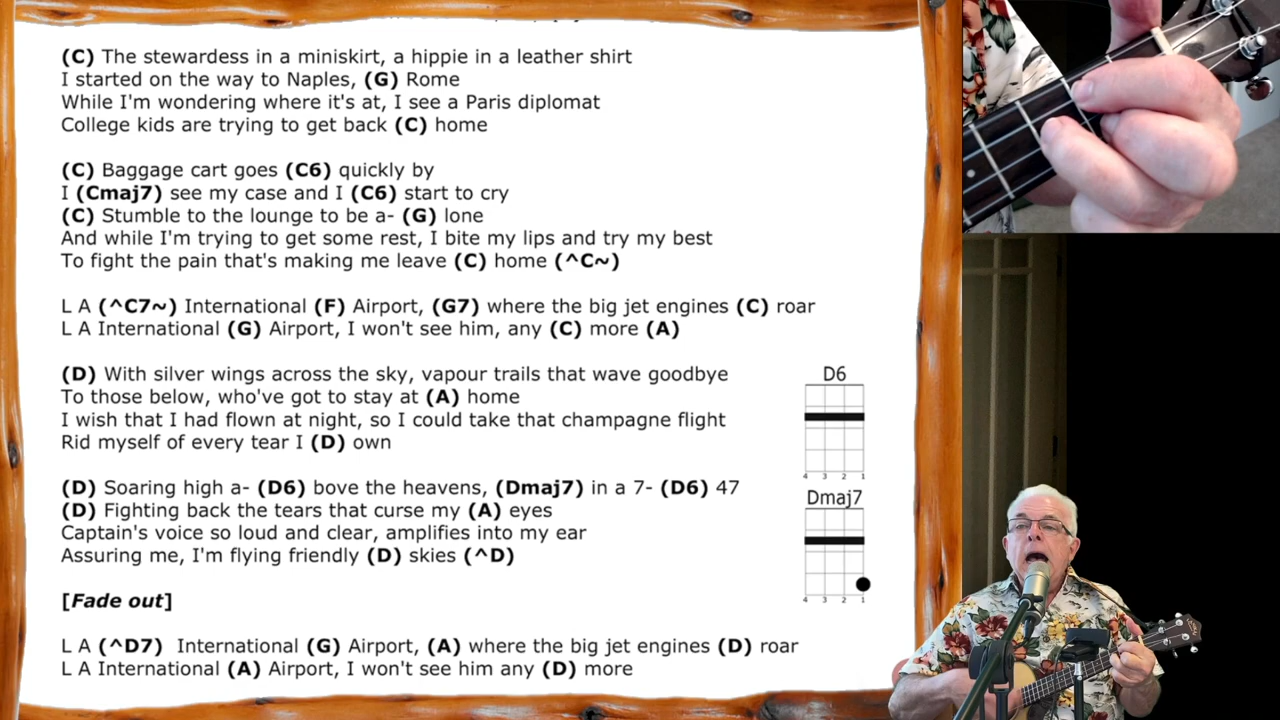 (C) The stewardess in a miniskirt, a hippie in a leather shirt
I started on the way to Naples, (G) Rome
While I'm wondering where it's at, I see a Paris diplomat
College kids are trying to get back (C) home
(C) Baggage cart goes (C6) quickly by
I (Cmaj7) see my case and I (C6) start to cry
(C) Stumble to the lounge to be a- (G) lone
And while I'm trying to get some rest, I bite my lips and try my best
To fight the pain that's making me leave (C) home (^C~)
L A (^C7~) International (F) Airport, (G7) where the big jet engines (C) roar
L A International (G) Airport, I won't see him, any (C) more (A)
(D) With silver wings across the sky, vapour trails that wave goodbye
To those below, who've got to stay at (A) home
I wish that I had flown at night, so I could take that champagne flight
Rid myself of every tear I (D) own
(D) Soaring high a- (D6) bove the heavens, (Dmaj7) in a 7- (D6) 47
(D) Fighting back the tears that curse my (A) eyes
Captain's voice so loud and clear, amplifies into my ear
Assuring me, I'm flying friendly (D) skies (^D)
[Fade out]
L A (^D7) International (G) Airport, (A) where the big jet engines (D) roar
L A International (A) Airport, I won't see him any (D) more
D6
4 3 2 1
Dmaj7
4 3 2 1